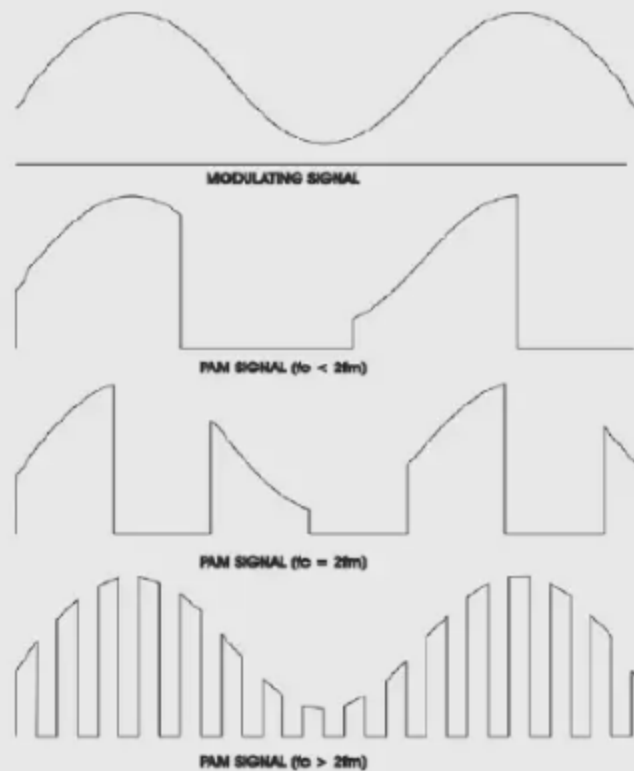 MODULATING SIGNAL
PAM SIGNAL (fc < 2fm)
PAM SIGNAL (fc = 2fm)
PAM SIGNAL (fc > 2fm)